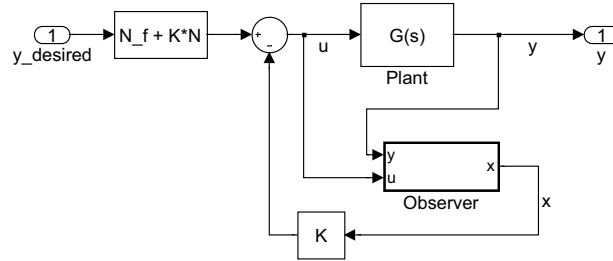 1
y_desired
N_f + K*N
+
-
u
G(s)
Plant
y
1
y
y
u
x
Observer
x
K